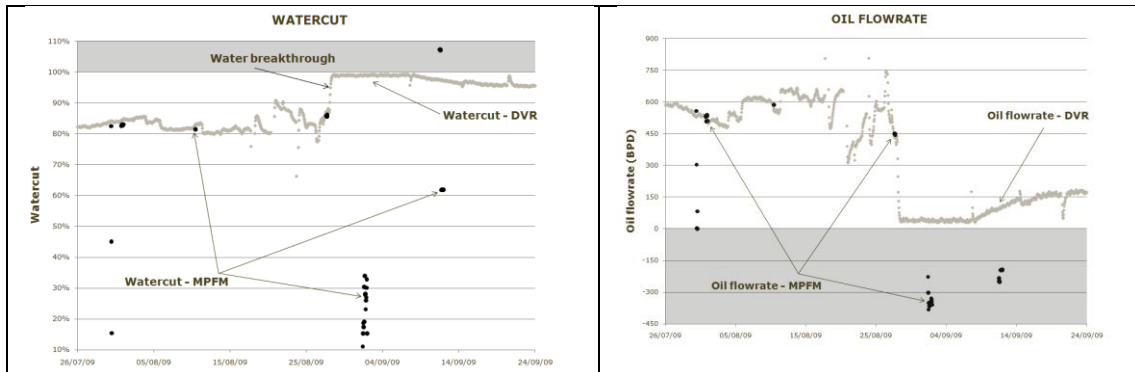 WATERCUT
110%
100%
90%
80%
70%
60%
50%
40%
30%
20%
10%
Watercut
Water breakthrough
Watercut - DVR
Watercut - MPFM
26/07/09 05/08/09 15/08/09 25/08/09 04/09/09 14/09/09 24/09/09
OIL FLOWRATE
900
750
600
450
300
150
0
-150
-300
-450
Oil flowrate (BPD)
Oil flowrate - DVR
Oil flowrate - MPFM
26/07/09 05/08/09 15/08/09 25/08/09 04/09/09 14/09/09 24/09/09